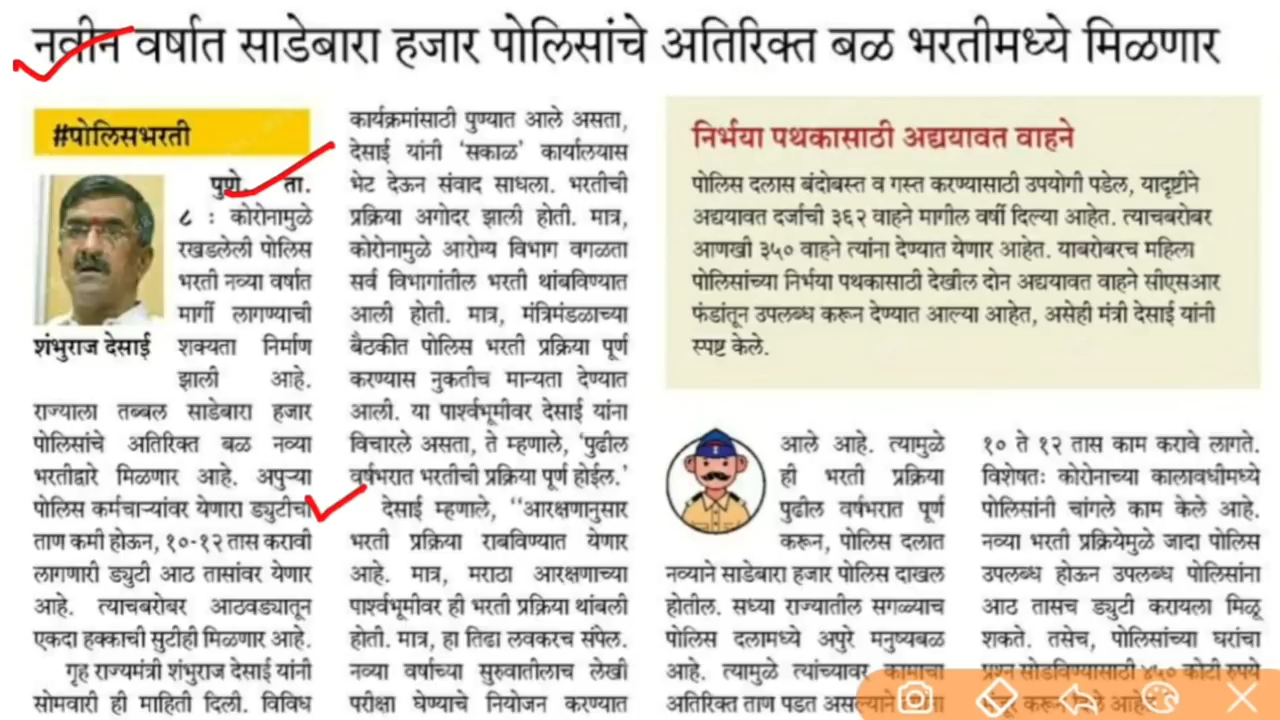 नवीन वर्षात साडेबारा हजार पोलिसांचे अतिरिक्त बळ भरतीमध्ये मिळणार
#पोलिसभरती
पुणे, ता.
८ : कोरोनामुळे
रखडलेली पोलिस
भरती नव्या वर्षात
मार्गी लागण्याची
शक्यता निर्माण
झाली आहे.
शंभुराज देसाई
राज्याला तब्बल साडेबारा हजार
पोलिसांचे अतिरिक्त बळ नव्या
भरतीद्वारे मिळणार आहे. अपुऱ्या
पोलिस कर्मचाऱ्यांवर येणारा ड्युटीचा
ताण कमी होऊन, १०-१२ तास करावी
लागणारी ड्युटी आठ तासांवर येणार
आहे. त्याचबरोबर आठवड्यातून
एकदा हक्काची सुटीही मिळणार आहे.
गृह राज्यमंत्री शंभुराज देसाई यांनी
सोमवारी ही माहिती दिली. विविध
कार्यक्रमांसाठी पुण्यात आले असता,
देसाई यांनी ‘सकाळ’ कार्यालयास
भेट देऊन संवाद साधला. भरतीची
प्रक्रिया अगोदर झाली होती. मात्र,
कोरोनामुळे आरोग्य विभाग वगळता
सर्व विभागांतील भरती थांबविण्यात
आली होती. मात्र, मंत्रिमंडळाच्या
बैठकीत पोलिस भरती प्रक्रिया पूर्ण
करण्यास नुकतीच मान्यता देण्यात
आली. या पार्श्वभूमीवर देसाई यांना
विचारले असता, ते म्हणाले, ‘पुढील
वर्षभरात भरतीची प्रक्रिया पूर्ण होईल.’
देसाई म्हणाले, ‘‘आरक्षणानुसार
भरती प्रक्रिया राबविण्यात येणार
आहे. मात्र, मराठा आरक्षणाच्या
पार्श्वभूमीवर ही भरती प्रक्रिया थांबली
होती. मात्र, हा तिढा लवकरच संपेल.
नव्या वर्षाच्या सुरुवातीलाच लेखी
परीक्षा घेण्याचे नियोजन करण्यात
निर्भया पथकासाठी अद्ययावत वाहने
पोलिस दलास बंदोबस्त व गस्त करण्यासाठी उपयोगी पडेल, यादृष्टीने
अद्ययावत दर्जाची ३६२ वाहने मागील वर्षी दिल्या आहेत. त्याचबरोबर
आणखी ३५० वाहने त्यांना देण्यात येणार आहेत. याबरोबरच महिला
पोलिसांच्या निर्भया पथकासाठी देखील दोन अद्ययावत वाहने सीएसआर
फंडांतून उपलब्ध करून देण्यात आल्या आहेत, असेही मंत्री देसाई यांनी
स्पष्ट केले.
आले आहे. त्यामुळे
ही भरती प्रक्रिया
पुढील वर्षभरात पूर्ण
करून, पोलिस दलात
नव्याने साडेबारा हजार पोलिस दाखल
होतील. सध्या राज्यातील सगळ्याच
पोलिस दलामध्ये अपुरे मनुष्यबळ
आहे. त्यामुळे त्यांच्यावर कामाचा
अतिरिक्त ताण पडत असल्याने
१० ते १२ तास काम करावे लागते.
विशेषतः कोरोनाच्या कालावधीमध्ये
पोलिसांनी चांगले काम केले आहे.
नव्या भरती प्रक्रियेमुळे जादा पोलिस
उपलब्ध होऊन उपलब्ध पोलिसांना
आठ तासच ड्युटी करायला मिळू
शकते. तसेच, पोलिसांच्या घरांचा
प्रश्न सोडविण्यासाठी ४५० कोटी रुपये
करून दिले आहेत